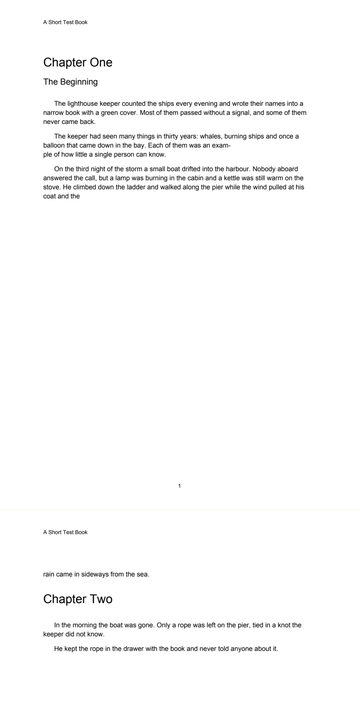 A Short Test Book
Chapter One
The Beginning
The lighthouse keeper counted the ships every evening and wrote their names into a
narrow book with a green cover. Most of them passed without a signal, and some of them
never came back.
The keeper had seen many things in thirty years: whales, burning ships and once a
balloon that came down in the bay. Each of them was an exam-
ple of how little a single person can know.
On the third night of the storm a small boat drifted into the harbour. Nobody aboard
answered the call, but a lamp was burning in the cabin and a kettle was still warm on the
stove. He climbed down the ladder and walked along the pier while the wind pulled at his
coat and the
1
A Short Test Book
rain came in sideways from the sea.
Chapter Two
In the morning the boat was gone. Only a rope was left on the pier, tied in a knot the
keeper did not know.
He kept the rope in the drawer with the book and never told anyone about it.